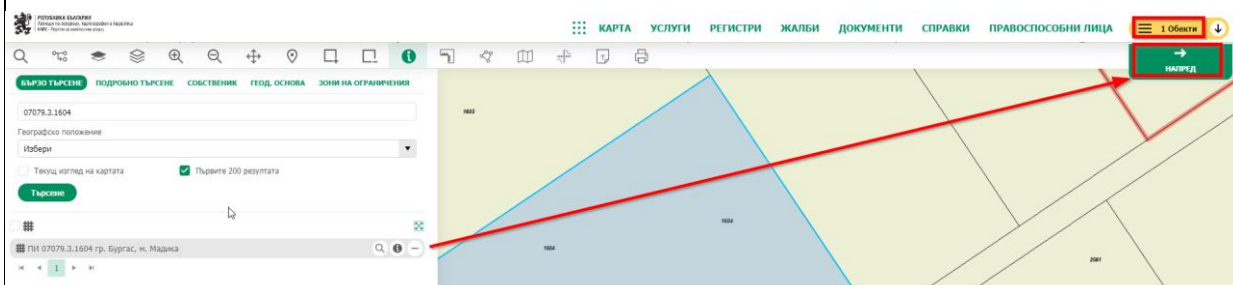 РЕПУБЛИКА БЪЛГАРИЯ
КАРТА УСЛУГИ РЕГИСТРИ ЖАЛБИ ДОКУМЕНТИ СПРАВКИ ПРАВОСПОСОБНИ ЛИЦА
1 Обекти
НАПРЕД
БЪРЗО ТЪРСЕНЕ ПОДРОБНО ТЪРСЕНЕ СОБСТВЕНИК ГЕОД. ОСНОВА ЗОНИ НА ОГРАНИЧЕНИЯ
07079.3.1604
Географско положение
Избери
Текущ изглед на картата Първите 200 резултата
Търсене
ПИ 07079.3.1604 гр. Бургас, м. Мадика
1
1603
1604
1604